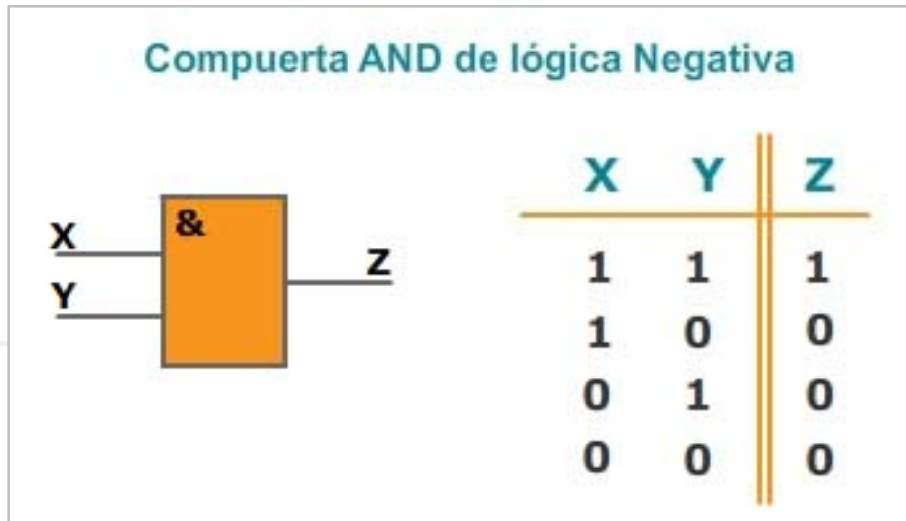 Compuerta AND de lógica Negativa
X Y Z
&
X
Z
Y
1 1 1
1 0 0
0 1 0
0 0 0